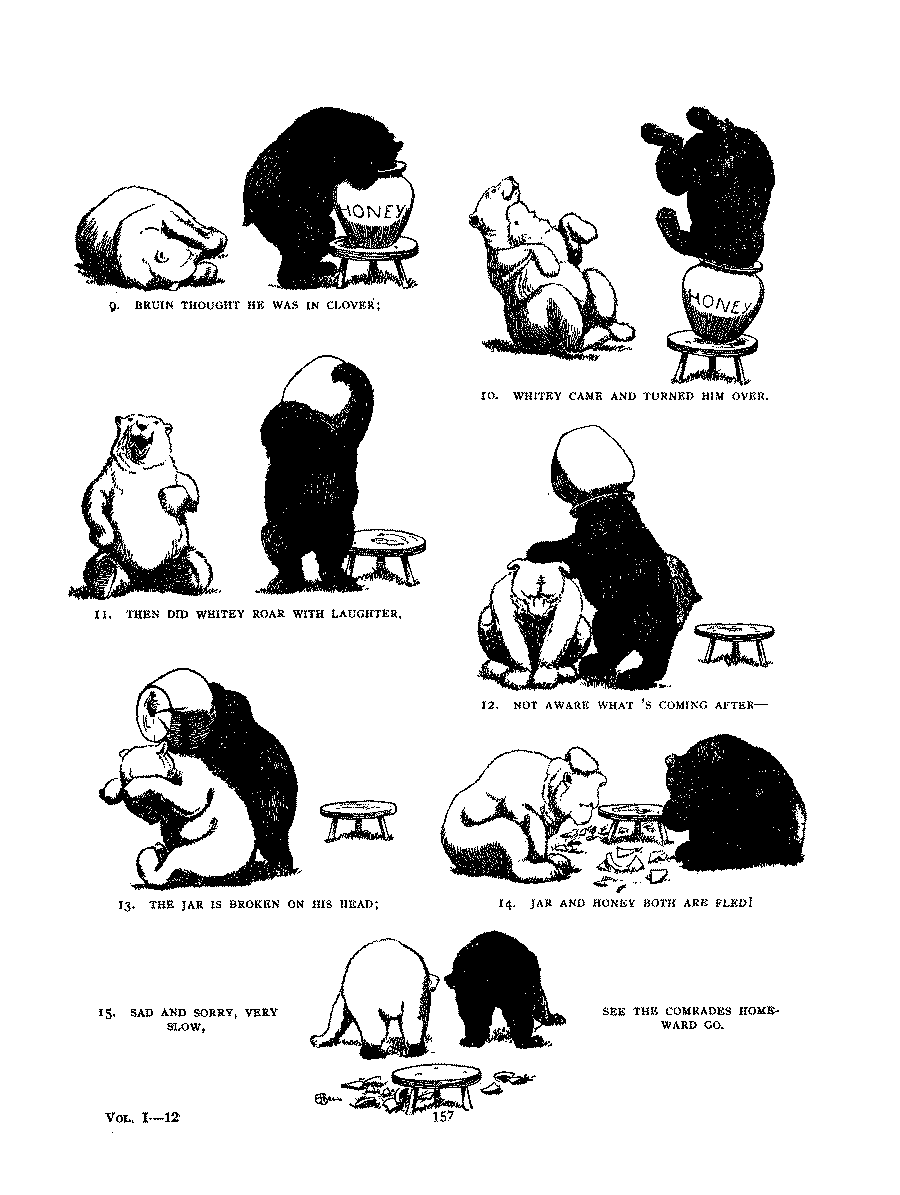 HONEY
9. BRUIN THOUGHT HE WAS IN CLOVER;
HONEY
10. WHITEY CAME AND TURNED HIM OVER.
11. THEN DID WHITEY ROAR WITH LAUGHTER,
12. NOT AWARE WHAT 'S COMING AFTER—
13. THE JAR IS BROKEN ON HIS HEAD;
14. JAR AND HONEY BOTH ARE FLED!
15. SAD AND SORRY, VERY
SLOW,
SEE THE COMRADES HOME-
WARD GO.
VOL. I—12
157